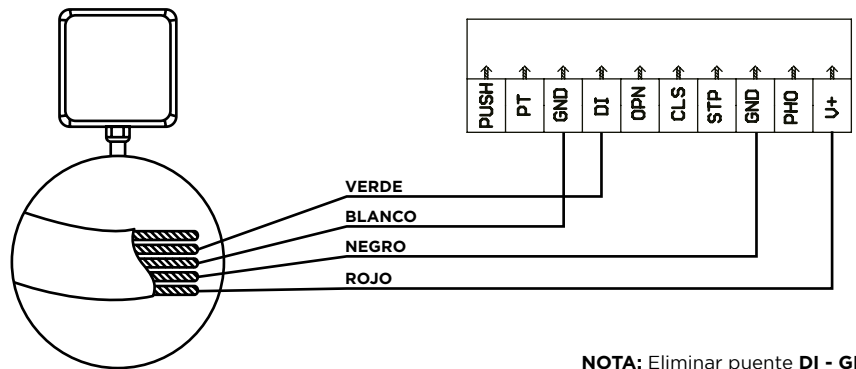 PUSH
PT
GND
DI
OPN
CLS
STP
GND
PHO
V+
VERDE
BLANCO
NEGRO
ROJO
NOTA: Eliminar puente DI -